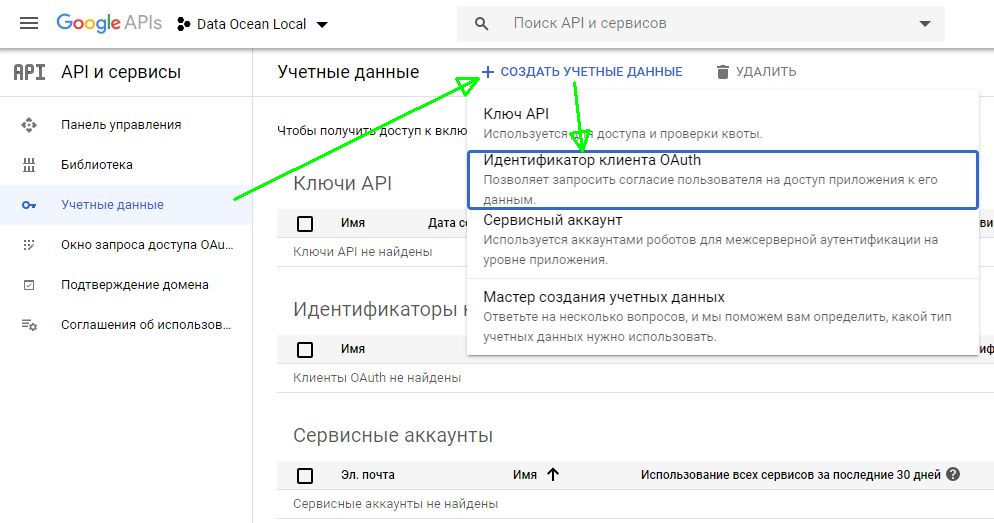 Google APIs
Data Ocean Local
Поиск API и сервисов
API
API и сервисы
Учетные данные
СОЗДАТЬ УЧЕТНЫЕ ДАННЫЕ
УДАЛИТЬ
Панель управления
Библиотека
Учетные данные
Окно запроса доступа OAu...
Подтверждение домена
Соглашения об использов...
Чтобы получить доступ к вклю
Ключ API
Используется для доступа и проверки квоты.
Идентификатор клиента OAuth
Позволяет запросить согласие пользователя на доступ приложения к его
данным.
Сервисный аккаунт
Используется аккаунтами роботов для межсерверной аутентификации на
уровне приложения.
Мастер создания учетных данных
Ответьте на несколько вопросов, и мы поможем вам определить, какой тип
учетных данных нужно использовать.
Ключи API
Имя Дата со
Ключи API не найдены
Идентификаторы
Имя
Клиенты OAuth не найдены
Сервисные аккаунты
Эл. почта Имя Использование всех сервисов за последние 30 дней
Сервисные аккаунты не найдены